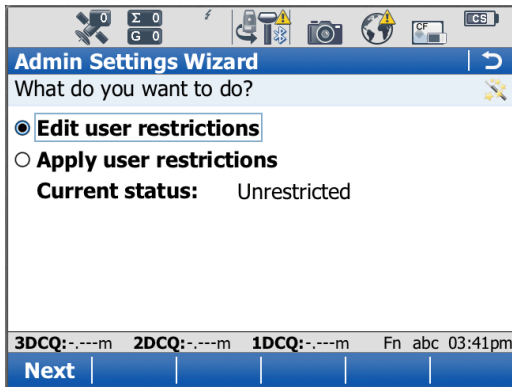 0 Σ 0 CF CS
G 0
Admin Settings Wizard
What do you want to do?
Edit user restrictions
Apply user restrictions
Current status: Unrestricted
3DCQ:-.---m 2DCQ:-.---m 1DCQ:-.---m Fn abc 03:41pm
Next